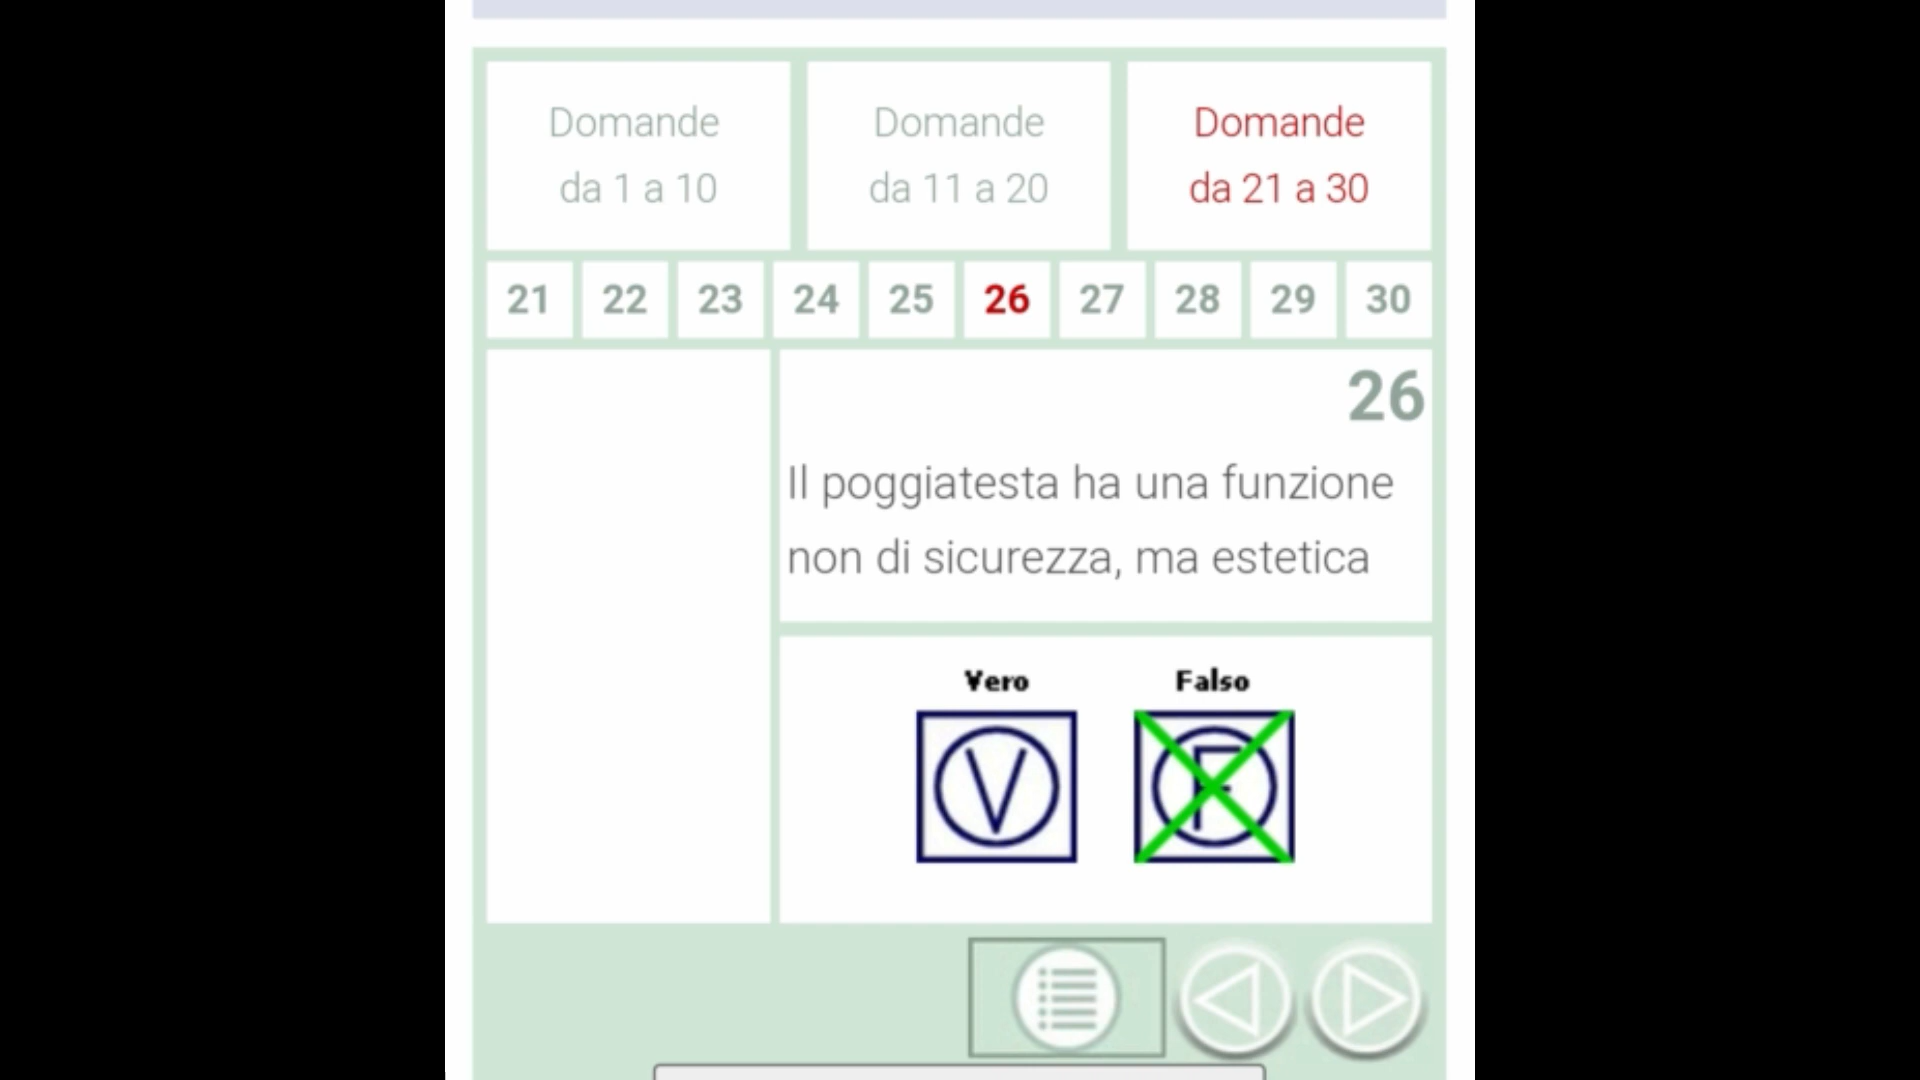 Domande
da 1 a 10
Domande
da 11 a 20
Domande
da 21 a 30
21 22 23 24 25 26 27 28 29 30
26
Il poggiatesta ha una funzione
non di sicurezza, ma estetica
Vero Falso
V F